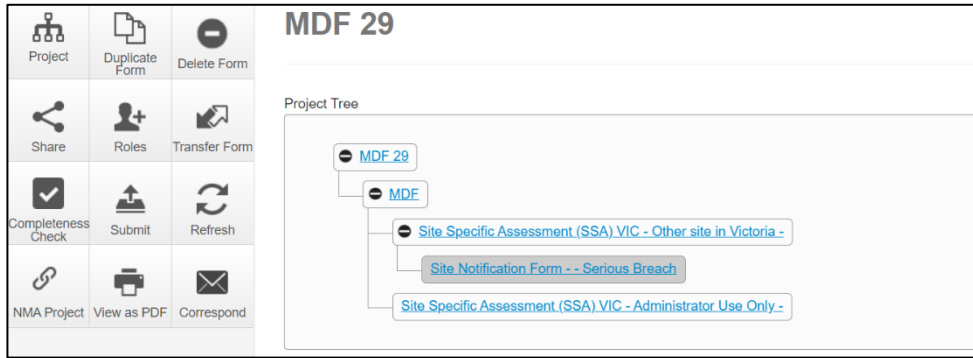 MDF 29
Project
Duplicate
Form
Delete Form
Share
Roles
Transfer Form
Completeness
Check
Submit
Refresh
NMA Project
View as PDF
Correspond
Project Tree
MDF 29
MDF
Site Specific Assessment (SSA) VIC - Other site in Victoria -
Site Notification Form - - Serious Breach
Site Specific Assessment (SSA) VIC - Administrator Use Only -